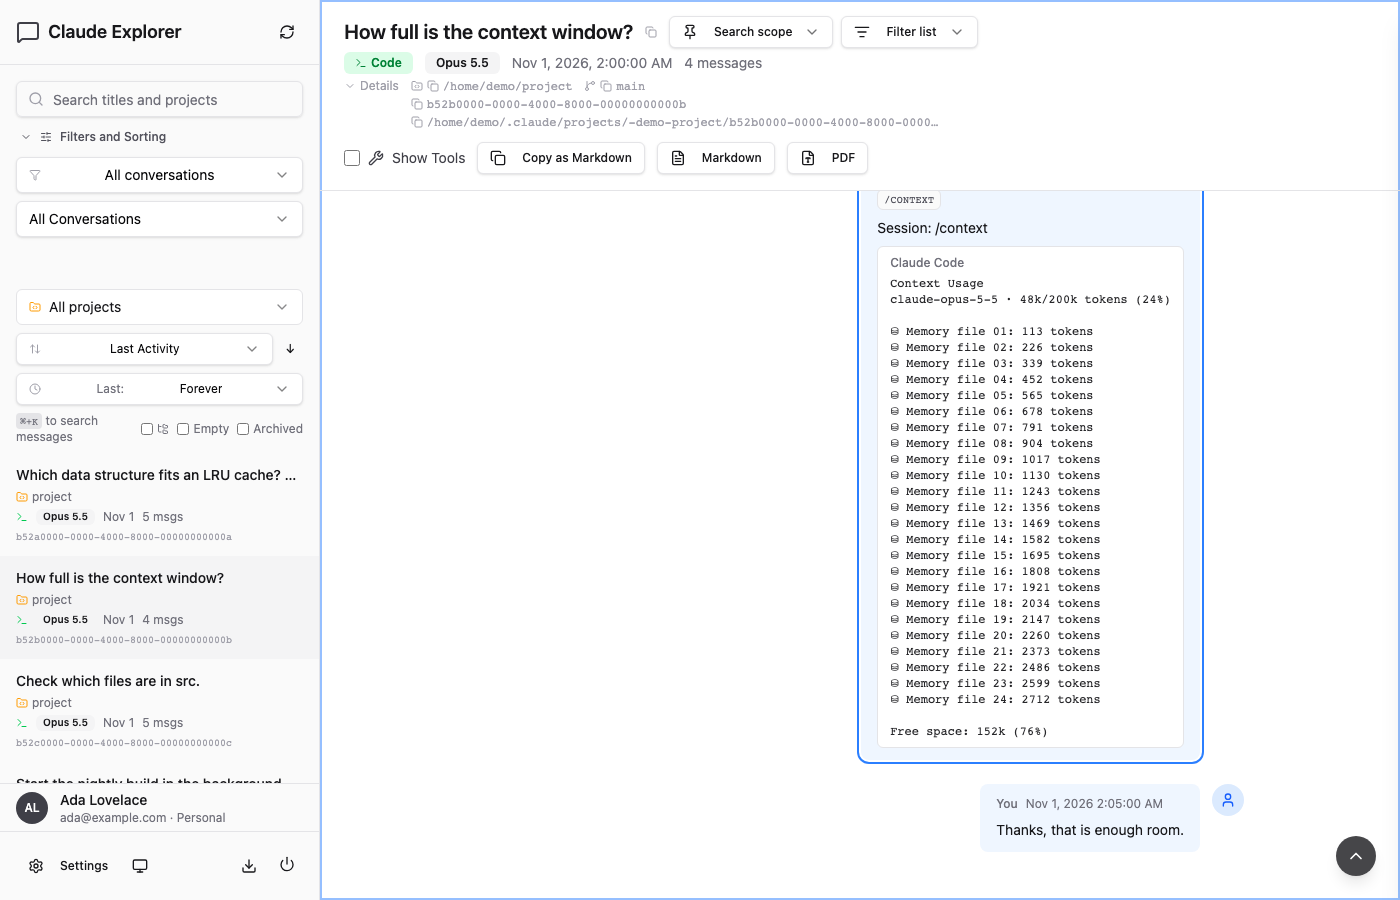 Claude Explorer
Search titles and projects
Filters and Sorting
All conversations
All Conversations
All projects
Last Activity
Last: Forever
⌘+K to search messages
Empty
Archived
Which data structure fits an LRU cache? ...
project
Opus 5.5 Nov 1 5 msgs
b52a0000-0000-4000-8000-00000000000a
How full is the context window?
project
Opus 5.5 Nov 1 4 msgs
b52b0000-0000-4000-8000-00000000000b
Check which files are in src.
project
Opus 5.5 Nov 1 5 msgs
b52c0000-0000-4000-8000-00000000000c
Start the nightly build in the background
AL
Ada Lovelace
ada@example.com · Personal
Settings
How full is the context window?
Search scope
Filter list
Code
Opus 5.5
Nov 1, 2026, 2:00:00 AM
4 messages
Details
/home/demo/project
main
b52b0000-0000-4000-8000-00000000000b
/home/demo/.claude/projects/-demo-project/b52b0000-0000-4000-8000-0000…
Show Tools
Copy as Markdown
Markdown
PDF
/CONTEXT
Session: /context
Claude Code
Context Usage
claude-opus-5-5 · 48k/200k tokens (24%)
Memory file 01: 113 tokens
Memory file 02: 226 tokens
Memory file 03: 339 tokens
Memory file 04: 452 tokens
Memory file 05: 565 tokens
Memory file 06: 678 tokens
Memory file 07: 791 tokens
Memory file 08: 904 tokens
Memory file 09: 1017 tokens
Memory file 10: 1130 tokens
Memory file 11: 1243 tokens
Memory file 12: 1356 tokens
Memory file 13: 1469 tokens
Memory file 14: 1582 tokens
Memory file 15: 1695 tokens
Memory file 16: 1808 tokens
Memory file 17: 1921 tokens
Memory file 18: 2034 tokens
Memory file 19: 2147 tokens
Memory file 20: 2260 tokens
Memory file 21: 2373 tokens
Memory file 22: 2486 tokens
Memory file 23: 2599 tokens
Memory file 24: 2712 tokens
Free space: 152k (76%)
You Nov 1, 2026 2:05:00 AM
Thanks, that is enough room.